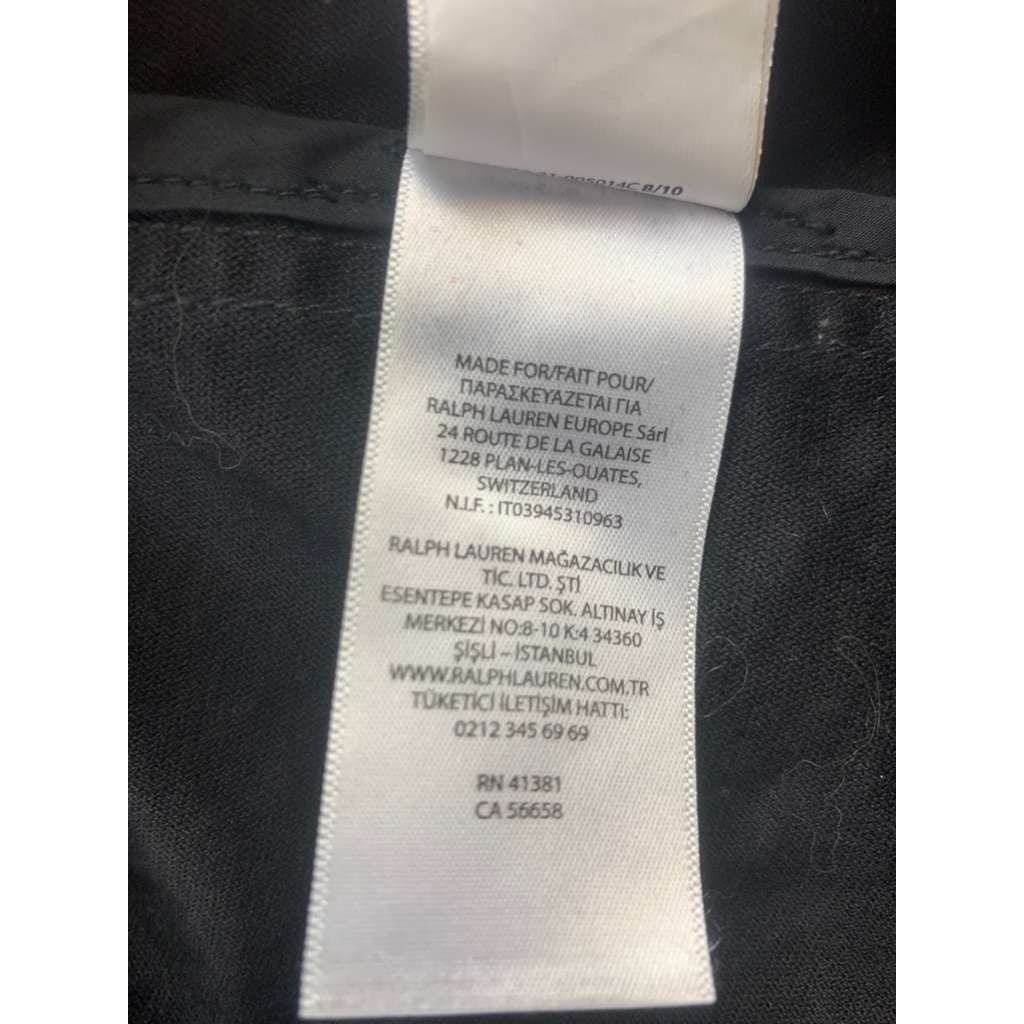 8/10
MADE FOR/FAIT POUR/
ΠΑΡΑΣΚΕΥΑΖΕΤΑΙ ΓΙΑ
RALPH LAUREN EUROPE Sárl
24 ROUTE DE LA GALAISE
1228 PLAN-LES-OUATES,
SWITZERLAND
N.I.F. : IT03945310963
RALPH LAUREN MAĞAZACILIK VE
TİC. LTD. ŞTİ
ESENTEPE KASAP SOK. ALTINAY İŞ
MERKEZİ NO:8-10 K:4 34360
ŞİŞLİ – İSTANBUL
WWW.RALPHLAUREN.COM.TR
TÜKETİCİ İLETİŞİM HATTI:
0212 345 69 69
RN 41381
CA 56658